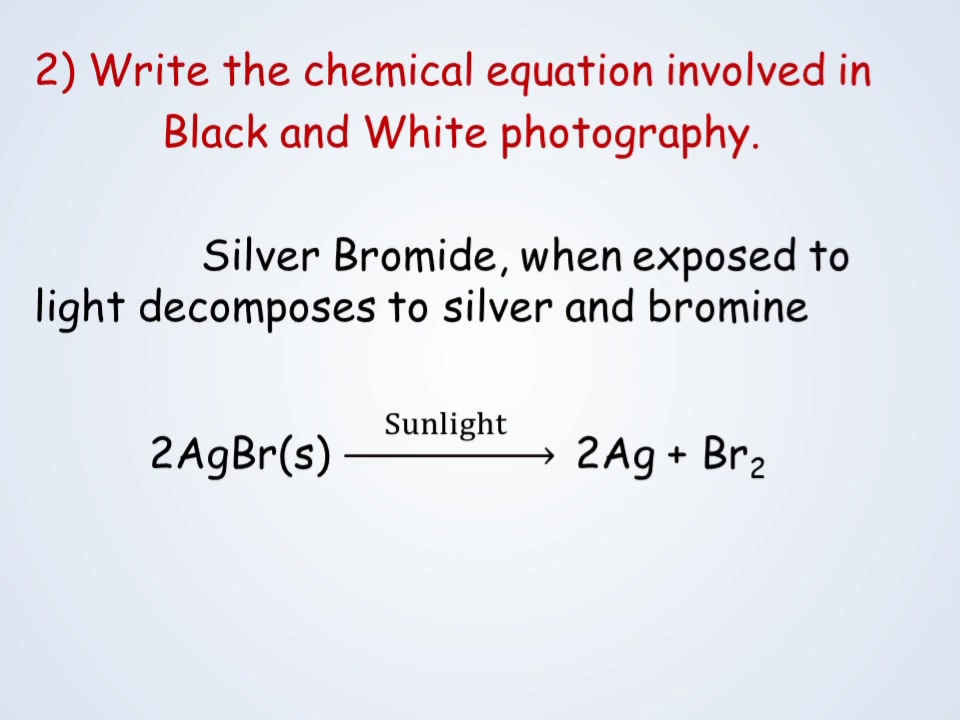 2) Write the chemical equation involved in
Black and White photography.
Silver Bromide, when exposed to
light decomposes to silver and bromine
Sunlight
2AgBr(s) ⟶ 2Ag + Br₂